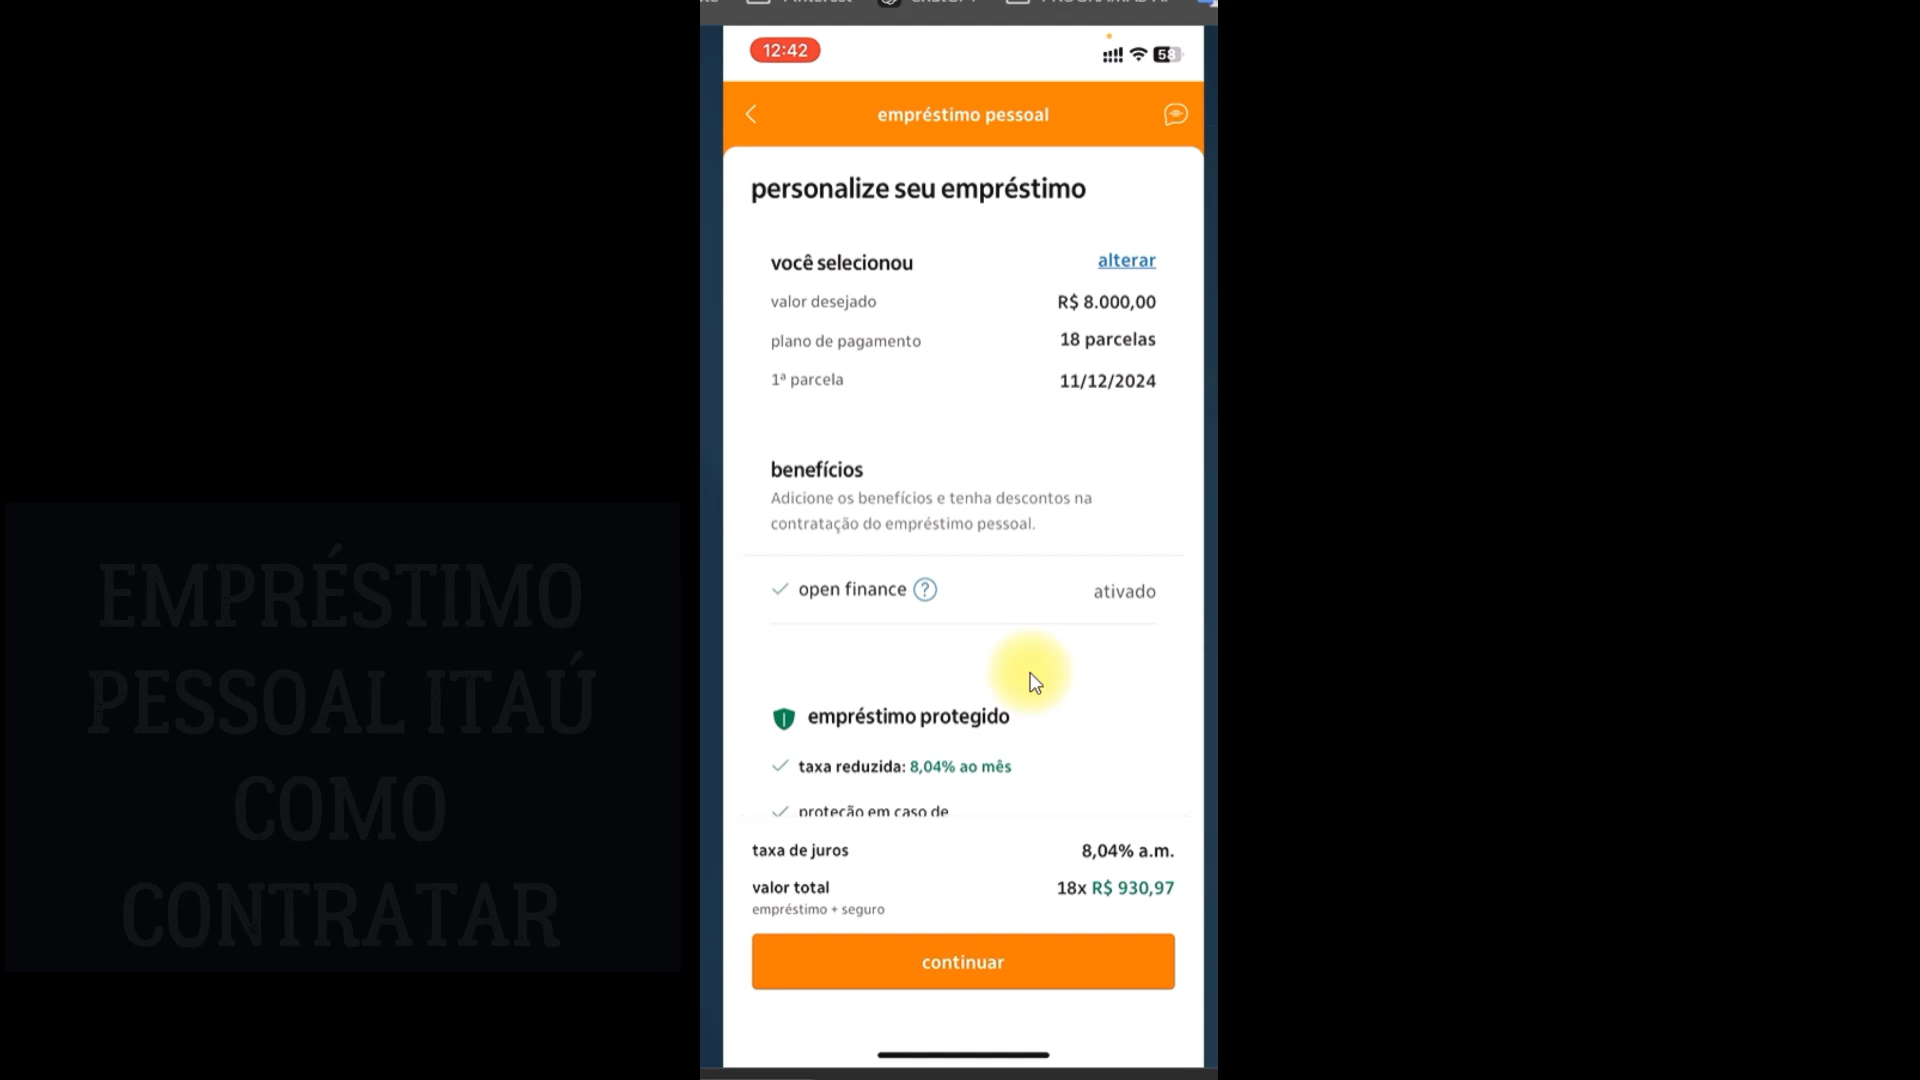 12:42
58
empréstimo pessoal
personalize seu empréstimo
você selecionou
alterar
valor desejado
R$ 8.000,00
plano de pagamento
18 parcelas
1ª parcela
11/12/2024
benefícios
Adicione os benefícios e tenha descontos na
contratação do empréstimo pessoal.
open finance ?
ativado
empréstimo protegido
taxa reduzida: 8,04% ao mês
proteção em caso de
taxa de juros
8,04% a.m.
valor total
18x R$ 930,97
empréstimo + seguro
continuar
EMPRÉSTIMO
PESSOAL ITAÚ
COMO
CONTRATAR